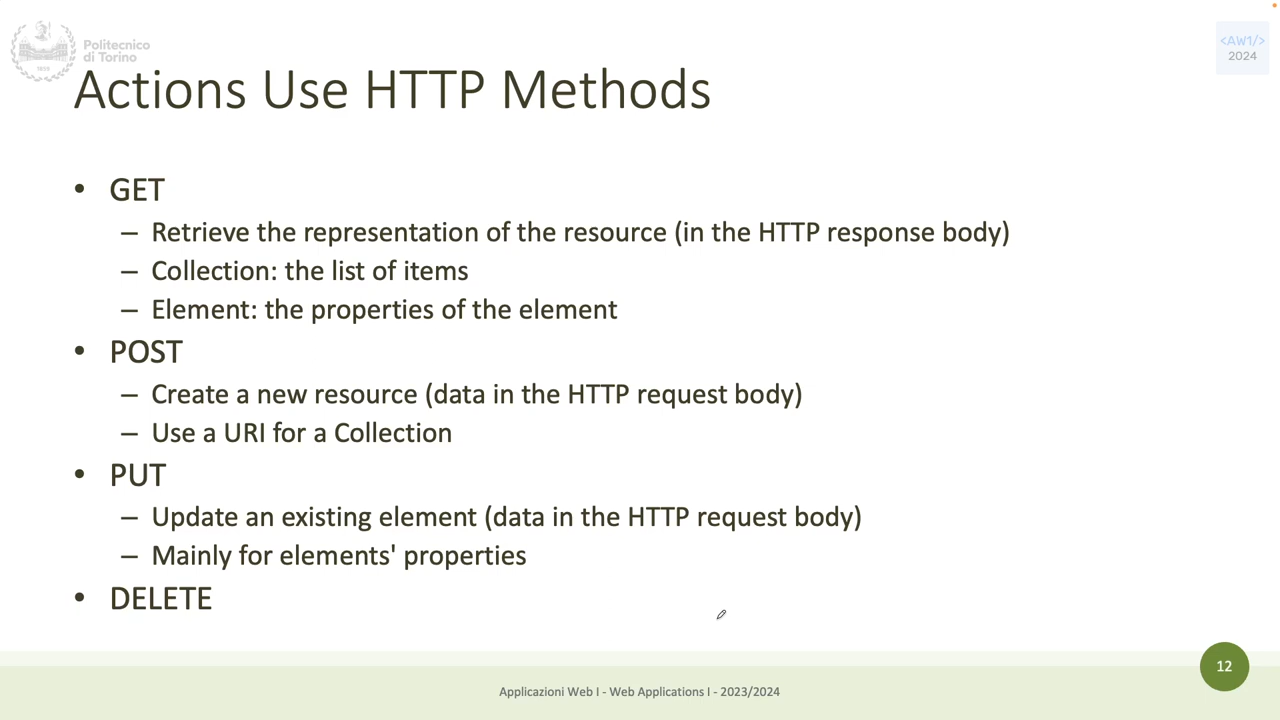 Politecnico
di Torino
1859
<AW1/>
2024
Actions Use HTTP Methods
• GET
– Retrieve the representation of the resource (in the HTTP response body)
– Collection: the list of items
– Element: the properties of the element
• POST
– Create a new resource (data in the HTTP request body)
– Use a URI for a Collection
• PUT
– Update an existing element (data in the HTTP request body)
– Mainly for elements' properties
• DELETE
12
Applicazioni Web I - Web Applications I - 2023/2024